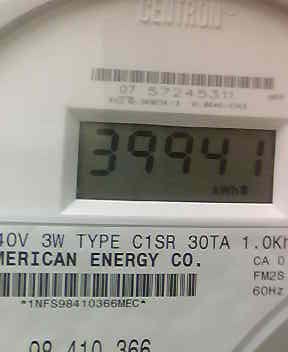 CENTRON
07 57245311
39941
kWh
40V 3W TYPE C1SR 30TA 1.0Kh
MERICAN ENERGY CO.
CA 0
FM2S
60Hz
*1NFS98410366MEC*
98 410 366